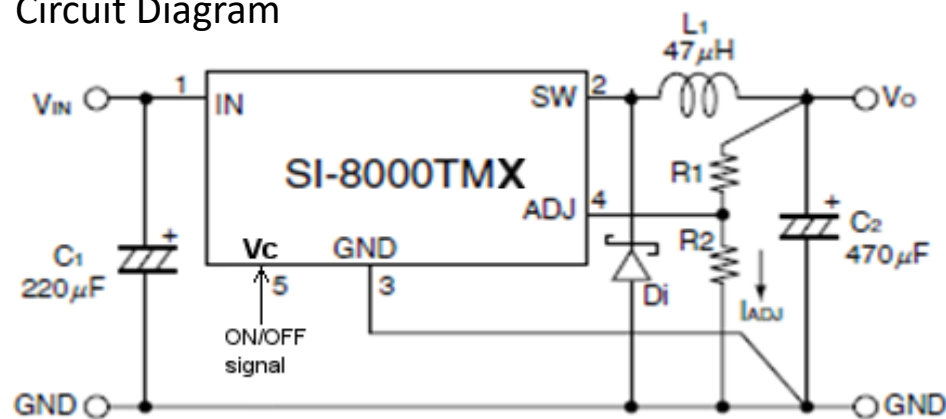 Circuit Diagram
L1
47μH
VIN
1
IN
SW
2
Vo
SI-8000TMX
R1
ADJ
4
C1
220μF
+
Vc
GND
5
3
R2
Di
IADJ
+
C2
470μF
ON/OFF
signal
GND
GND